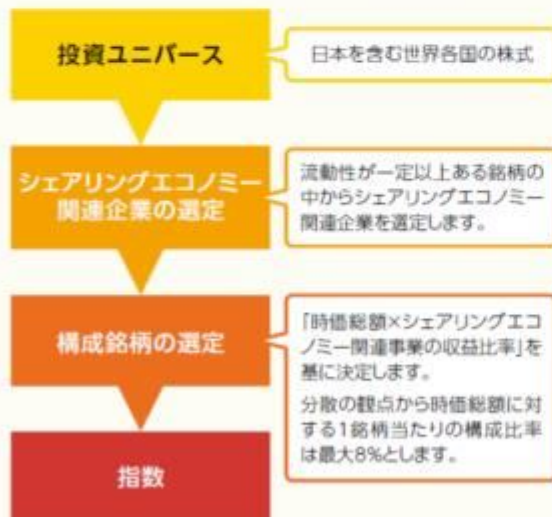 投資ユニバース
日本を含む世界各国の株式
シェアリングエコノミー
関連企業の選定
流動性が一定以上ある銘柄の
中からシェアリングエコノミー
関連企業を選定します。
構成銘柄の選定
「時価総額×シェアリングエコ
ノミー関連事業の収益比率」を
基に決定します。
分散の観点から時価総額に対
する1銘柄当たりの構成比率
は最大8%とします。
指数